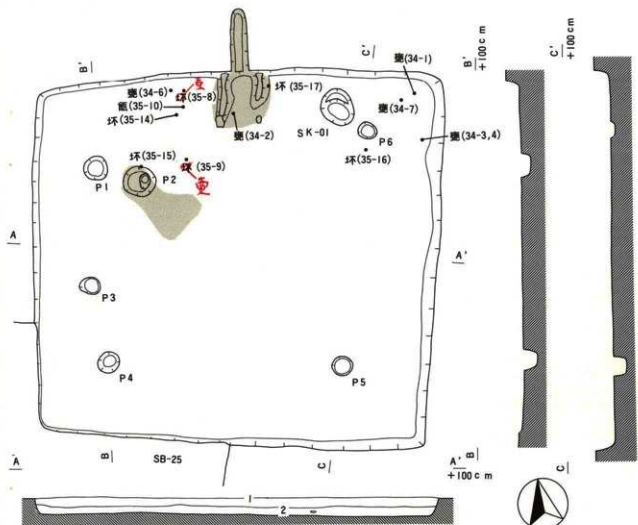 B'
C'
甕(34-1)
B'
+100cm
C'
+100cm
甕(34-6)
坏(35-8)
(35-10)
坏(35-14)
坏(35-17)
甕(34-7)
甕(34-2)
SK-01
P6
甕(34-3,4)
坏(35-15)
坏(35-9)
坏(35-16)
P1
P2
A
A'
P3
P4
P5
A
B
SB-25
C
A'
+100cm
B
C
1
2